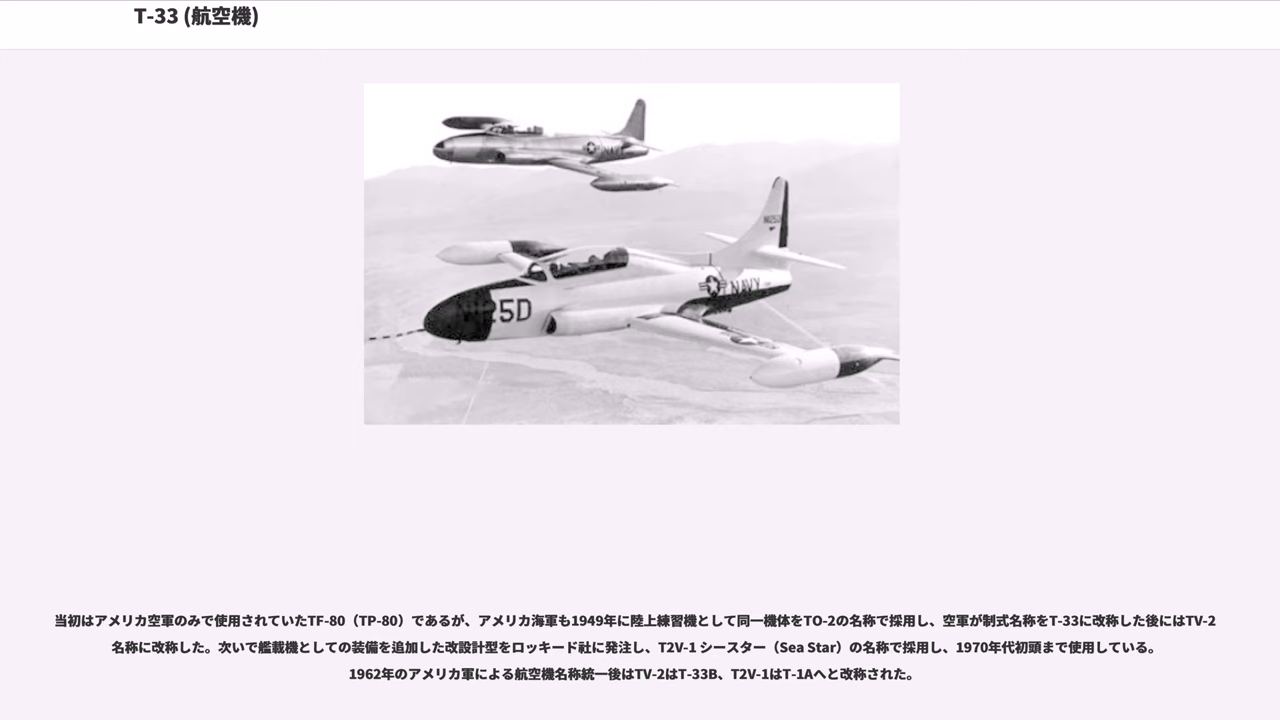 T-33 (航空機)
25D
NAVY
当初はアメリカ空軍のみで使用されていたTF-80（TP-80）であるが、アメリカ海軍も1949年に陸上練習機として同一機体をTO-2の名称で採用し、空軍が制式名称をT-33に改称した後にはTV-2
名称に改称した。次いで艦載機としての装備を追加した改設計型をロッキード社に発注し、T2V-1 シースター（Sea Star）の名称で採用し、1970年代初頭まで使用している。
1962年のアメリカ軍による航空機名称統一後はTV-2はT-33B、T2V-1はT-1Aへと改称された。